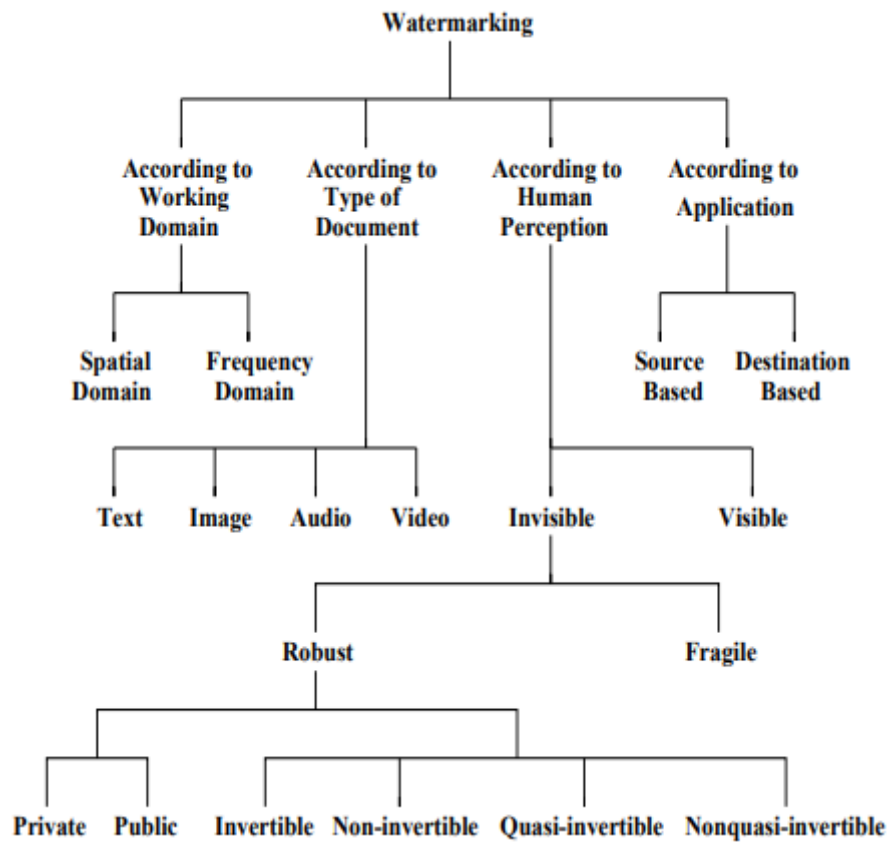 Watermarking
According to
Working
Domain
According to
Type of
Document
According to
Human
Perception
According to
Application
Spatial
Domain
Frequency
Domain
Source
Based
Destination
Based
Text
Image
Audio
Video
Invisible
Visible
Robust
Fragile
Private
Public
Invertible
Non-invertible
Quasi-invertible
Nonquasi-invertible